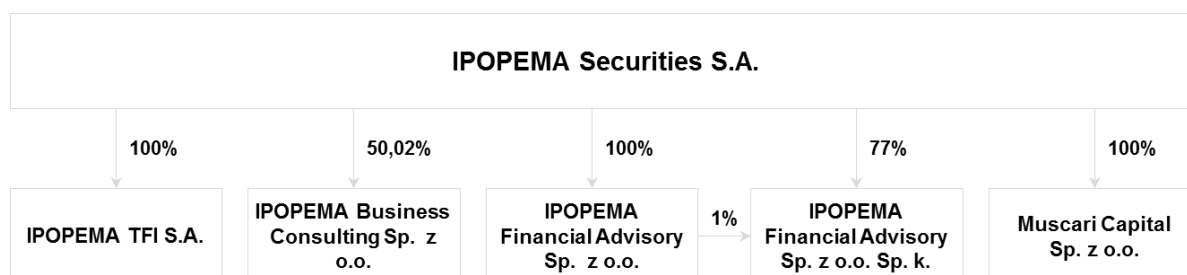 IPOPEMA Securities S.A.
100%
50,02%
100%
77%
100%
IPOPEMA TFI S.A.
IPOPEMA Business
Consulting Sp. z
o.o.
IPOPEMA
Financial Advisory
Sp. z o.o.
1%
IPOPEMA
Financial Advisory
Sp. z o.o. Sp. k.
Muscari Capital
Sp. z o.o.